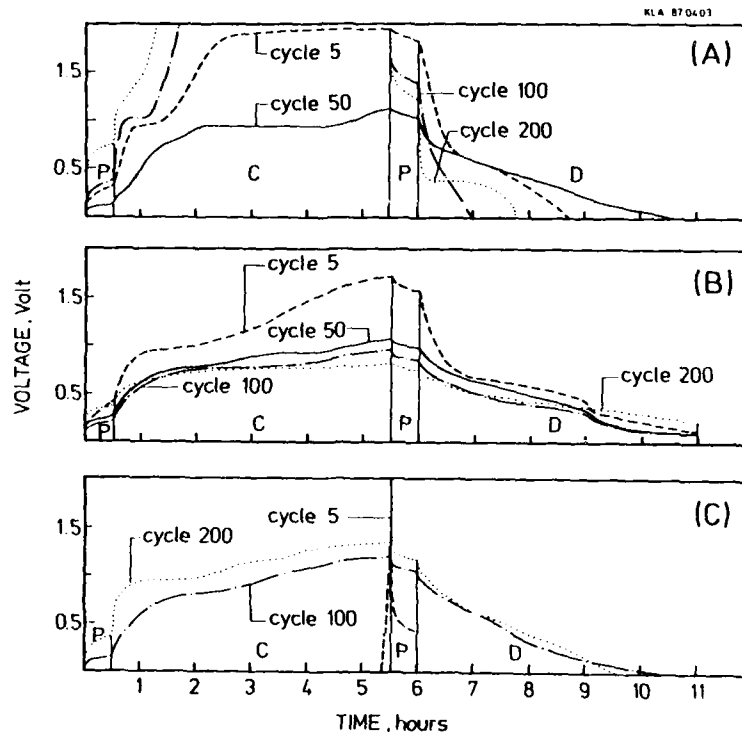 KLA 870403
(A)
1.5
cycle 5
cycle 50
cycle 100
cycle 200
0.5
P
C
P
D
(B)
cycle 5
1.5
cycle 50
0.5
cycle 100
cycle 200
P
C
P
D
VOLTAGE, Volt
(C)
cycle 5
1.5
cycle 200
0.5
cycle 100
P
C
P
D
1 2 3 4 5 6 7 8 9 10 11
TIME, hours